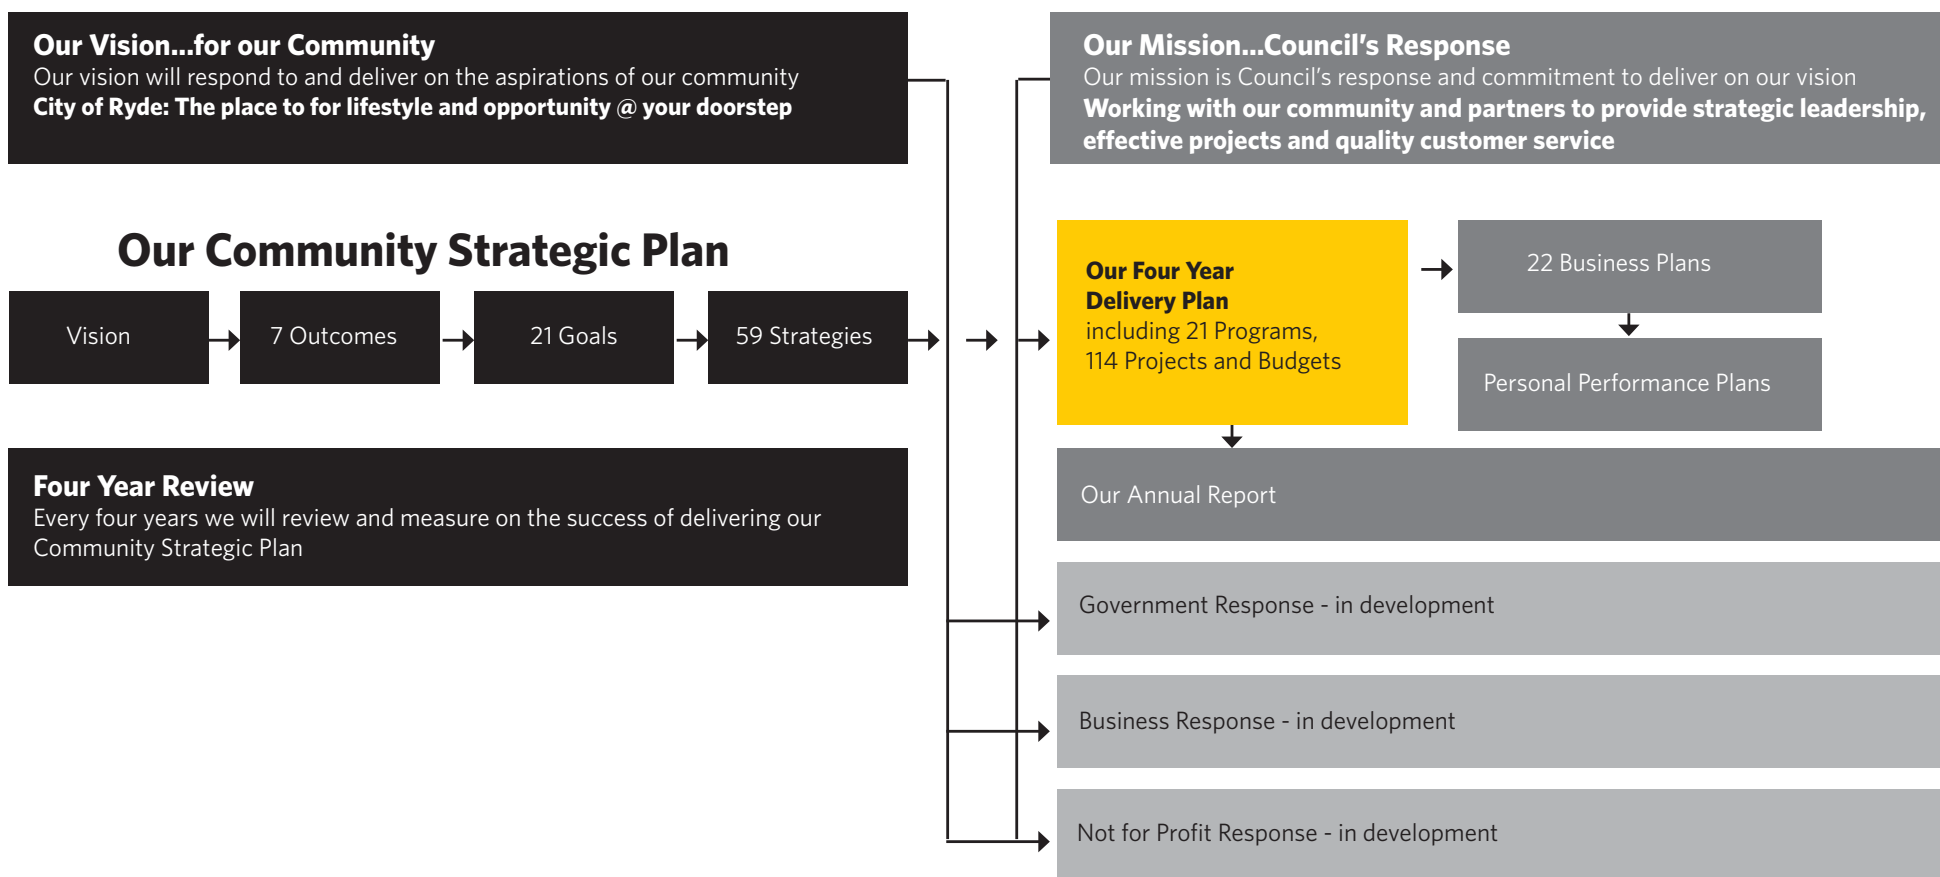 Our Vision...for our Community
Our vision will respond to and deliver on the aspirations of our community
City of Ryde: The place to for lifestyle and opportunity @ your doorstep
Our Mission...Council’s Response
Our mission is Council’s response and commitment to deliver on our vision
Working with our community and partners to provide strategic leadership,
effective projects and quality customer service
Our Community Strategic Plan
Vision
7 Outcomes
21 Goals
59 Strategies
Our Four Year
Delivery Plan
including 21 Programs,
114 Projects and Budgets
22 Business Plans
Personal Performance Plans
Four Year Review
Every four years we will review and measure on the success of delivering our
Community Strategic Plan
Our Annual Report
Government Response - in development
Business Response - in development
Not for Profit Response - in development